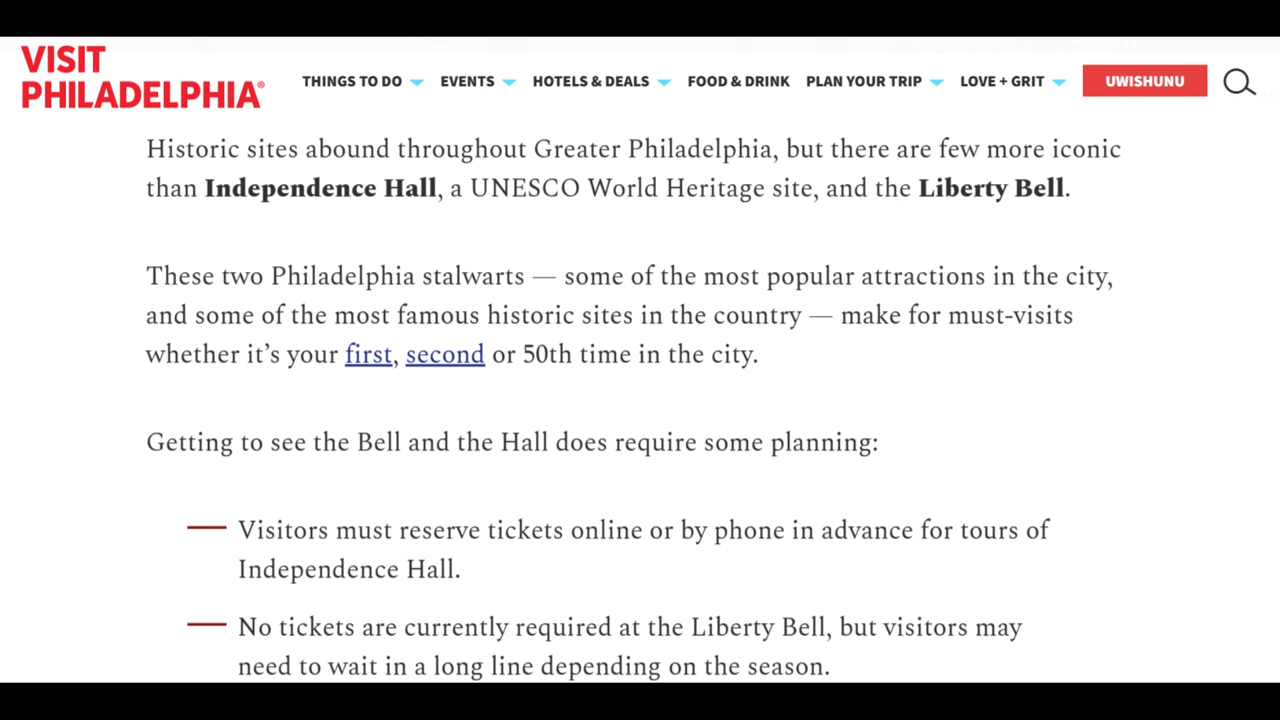 VISIT
PHILADELPHIA®
THINGS TO DO EVENTS HOTELS & DEALS FOOD & DRINK PLAN YOUR TRIP LOVE + GRIT UWISHUNU
Historic sites abound throughout Greater Philadelphia, but there are few more iconic
than Independence Hall, a UNESCO World Heritage site, and the Liberty Bell.
These two Philadelphia stalwarts — some of the most popular attractions in the city,
and some of the most famous historic sites in the country — make for must-visits
whether it’s your first, second or 50th time in the city.
Getting to see the Bell and the Hall does require some planning:
— Visitors must reserve tickets online or by phone in advance for tours of
Independence Hall.
— No tickets are currently required at the Liberty Bell, but visitors may
need to wait in a long line depending on the season.